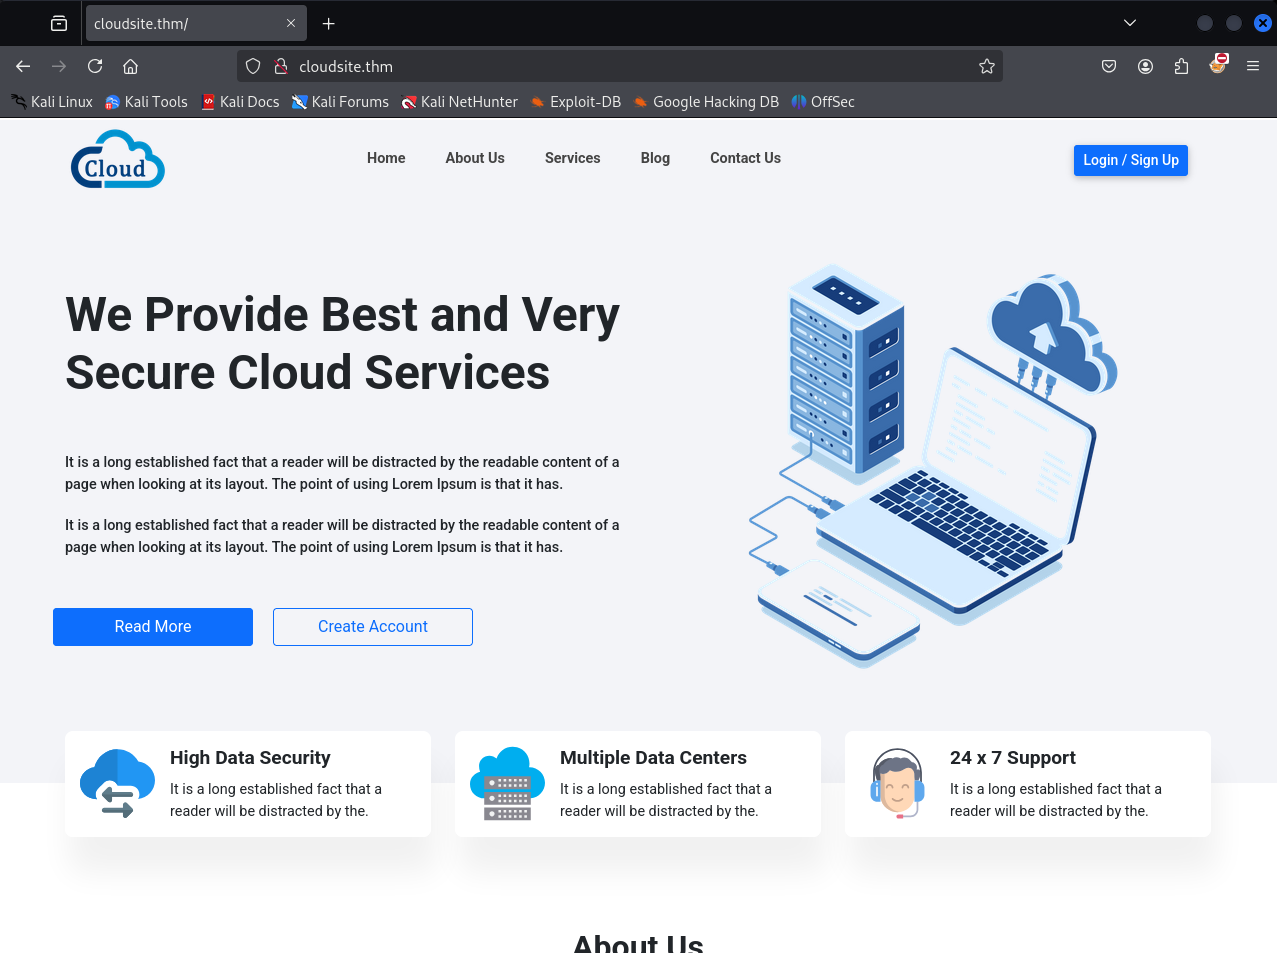 cloudsite.thm/
cloudsite.thm
Kali Linux Kali Tools Kali Docs Kali Forums Kali NetHunter Exploit-DB Google Hacking DB OffSec
Cloud
Home About Us Services Blog Contact Us
Login / Sign Up
We Provide Best and Very
Secure Cloud Services
It is a long established fact that a reader will be distracted by the readable content of a
page when looking at its layout. The point of using Lorem Ipsum is that it has.
It is a long established fact that a reader will be distracted by the readable content of a
page when looking at its layout. The point of using Lorem Ipsum is that it has.
Read More Create Account
High Data Security
It is a long established fact that a
reader will be distracted by the.
Multiple Data Centers
It is a long established fact that a
reader will be distracted by the.
24 x 7 Support
It is a long established fact that a
reader will be distracted by the.
About Us